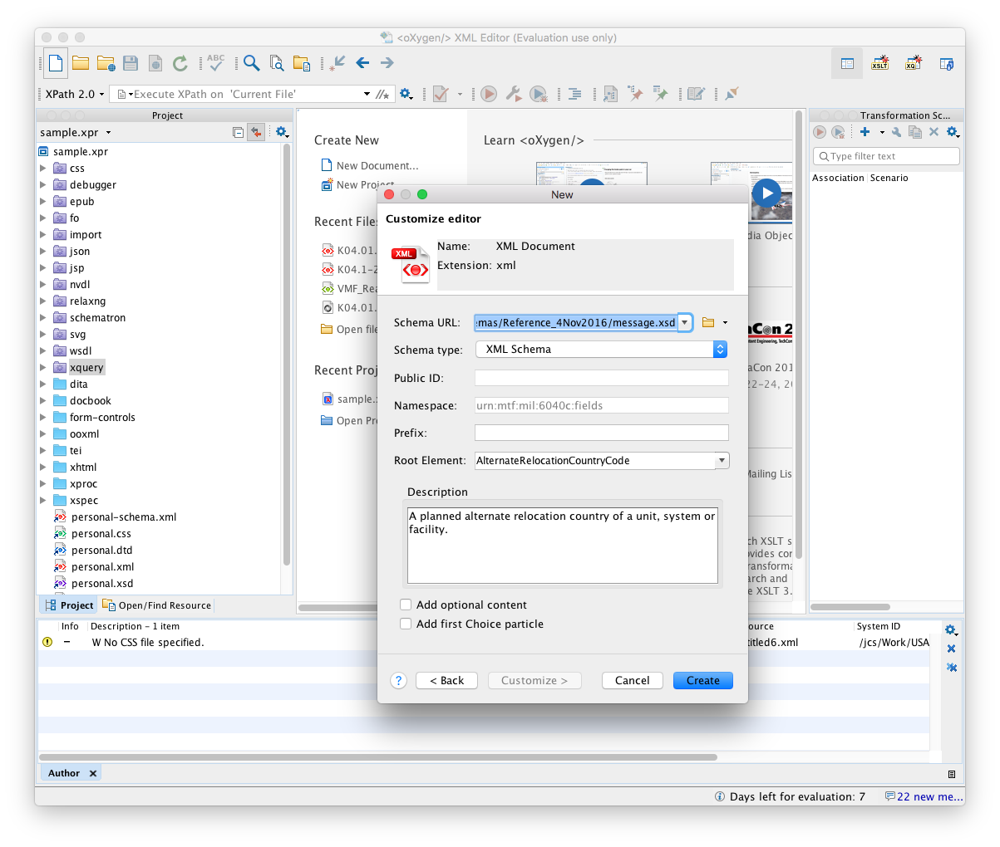 <oXygen/> XML Editor (Evaluation use only)
ABC
XSLT
XQ
XPath 2.0
Execute XPath on 'Current File'
Project
sample.xpr
sample.xpr
css
debugger
epub
fo
import
json
jsp
nvdl
relaxng
schematron
svg
wsdl
xquery
dita
docbook
form-controls
ooxml
tei
xhtml
xproc
xspec
personal-schema.xml
personal.css
personal.dtd
personal.xml
personal.xsd
Project
Open/Find Resource
Create New
New Document...
New Project
Recent Files
K04.01.
K04.1-2
VMF_Rea
K04.01.
Open file
Recent Proj
sample.x
Open Pr
Learn <oXygen/>
dia Objec
aCon 201
22-24, 20
Mailing Lis
ch XSLT s
ovides con
ransforma
arch and
e XSLT 3.
New
Customize editor
XML
Name: XML Document
Extension: xml
Schema URL: mas/Reference_4Nov2016/message.xsd
Schema type: XML Schema
Public ID:
Namespace: urn:mtf:mil:6040c:fields
Prefix:
Root Element: AlternateRelocationCountryCode
Description
A planned alternate relocation country of a unit, system or
facility.
Add optional content
Add first Choice particle
?
< Back
Customize >
Cancel
Create
Transformation Sc...
Type filter text
Association Scenario
Info Description - 1 item
ource
System ID
W No CSS file specified.
titled6.xml
/jcs/Work/USA
Author
Days left for evaluation: 7
22 new me...